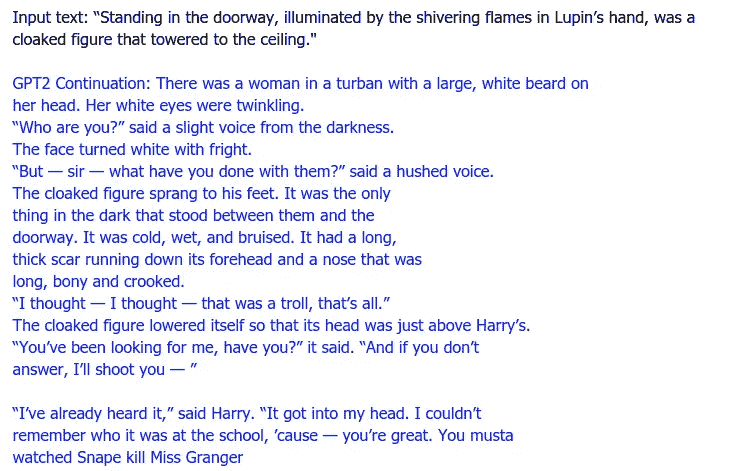 Input text: “Standing in the doorway, illuminated by the shivering flames in Lupin’s hand, was a
cloaked figure that towered to the ceiling."
GPT2 Continuation: There was a woman in a turban with a large, white beard on
her head. Her white eyes were twinkling.
“Who are you?” said a slight voice from the darkness.
The face turned white with fright.
“But — sir — what have you done with them?” said a hushed voice.
The cloaked figure sprang to his feet. It was the only
thing in the dark that stood between them and the
doorway. It was cold, wet, and bruised. It had a long,
thick scar running down its forehead and a nose that was
long, bony and crooked.
“I thought — I thought — that was a troll, that’s all.”
The cloaked figure lowered itself so that its head was just above Harry’s.
“You’ve been looking for me, have you?” it said. “And if you don’t
answer, I’ll shoot you — ”
“I’ve already heard it,” said Harry. “It got into my head. I couldn’t
remember who it was at the school, ’cause — you’re great. You musta
watched Snape kill Miss Granger